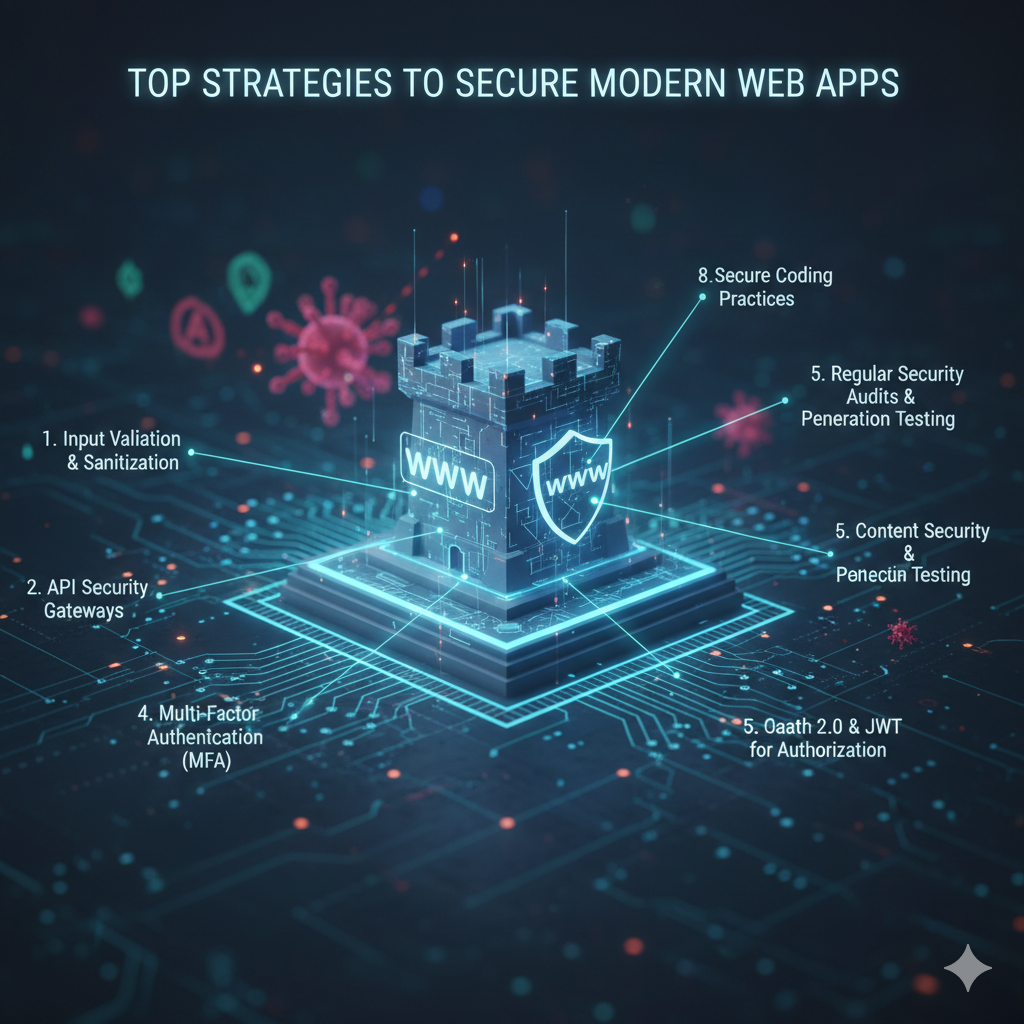 TOP STRATEGIES TO SECURE MODERN WEB APPS
8.Secure Coding
Practices
5. Regular Security
Audits &
Peneration Testing
1. Input Valiation
& Sanitization
WWW
WWW
5. Content Security
&
Ponecuin Testing
2. API Security
Gateways
4. Multi-Factor
Authentcation
(MFA)
5. Oaath 2.0 & JWT
for Authorization